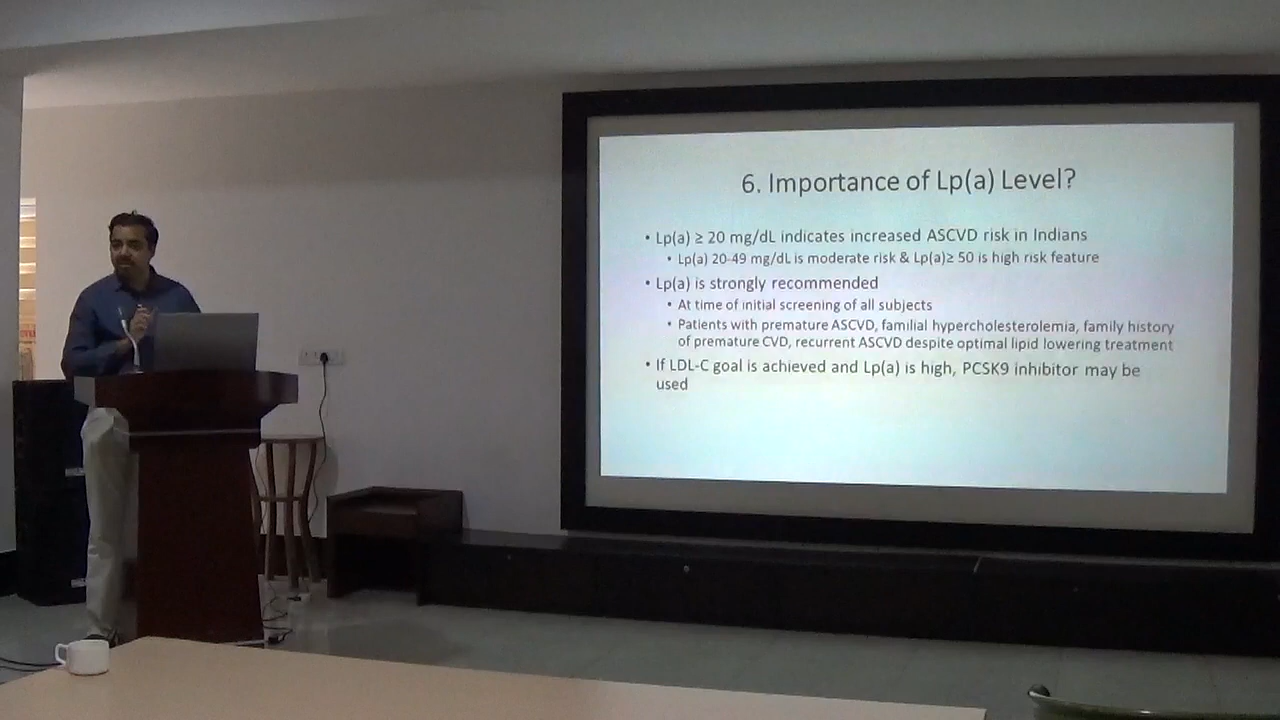 6. Importance of Lp(a) Level?
• Lp(a) ≥ 20 mg/dL indicates increased ASCVD risk in Indians
• Lp(a) 20-49 mg/dL is moderate risk & Lp(a)≥ 50 is high risk feature
• Lp(a) is strongly recommended
• At time of initial screening of all subjects
• Patients with premature ASCVD, familial hypercholesterolemia, family history
of premature CVD, recurrent ASCVD despite optimal lipid lowering treatment
• If LDL-C goal is achieved and Lp(a) is high, PCSK9 inhibitor may be
used